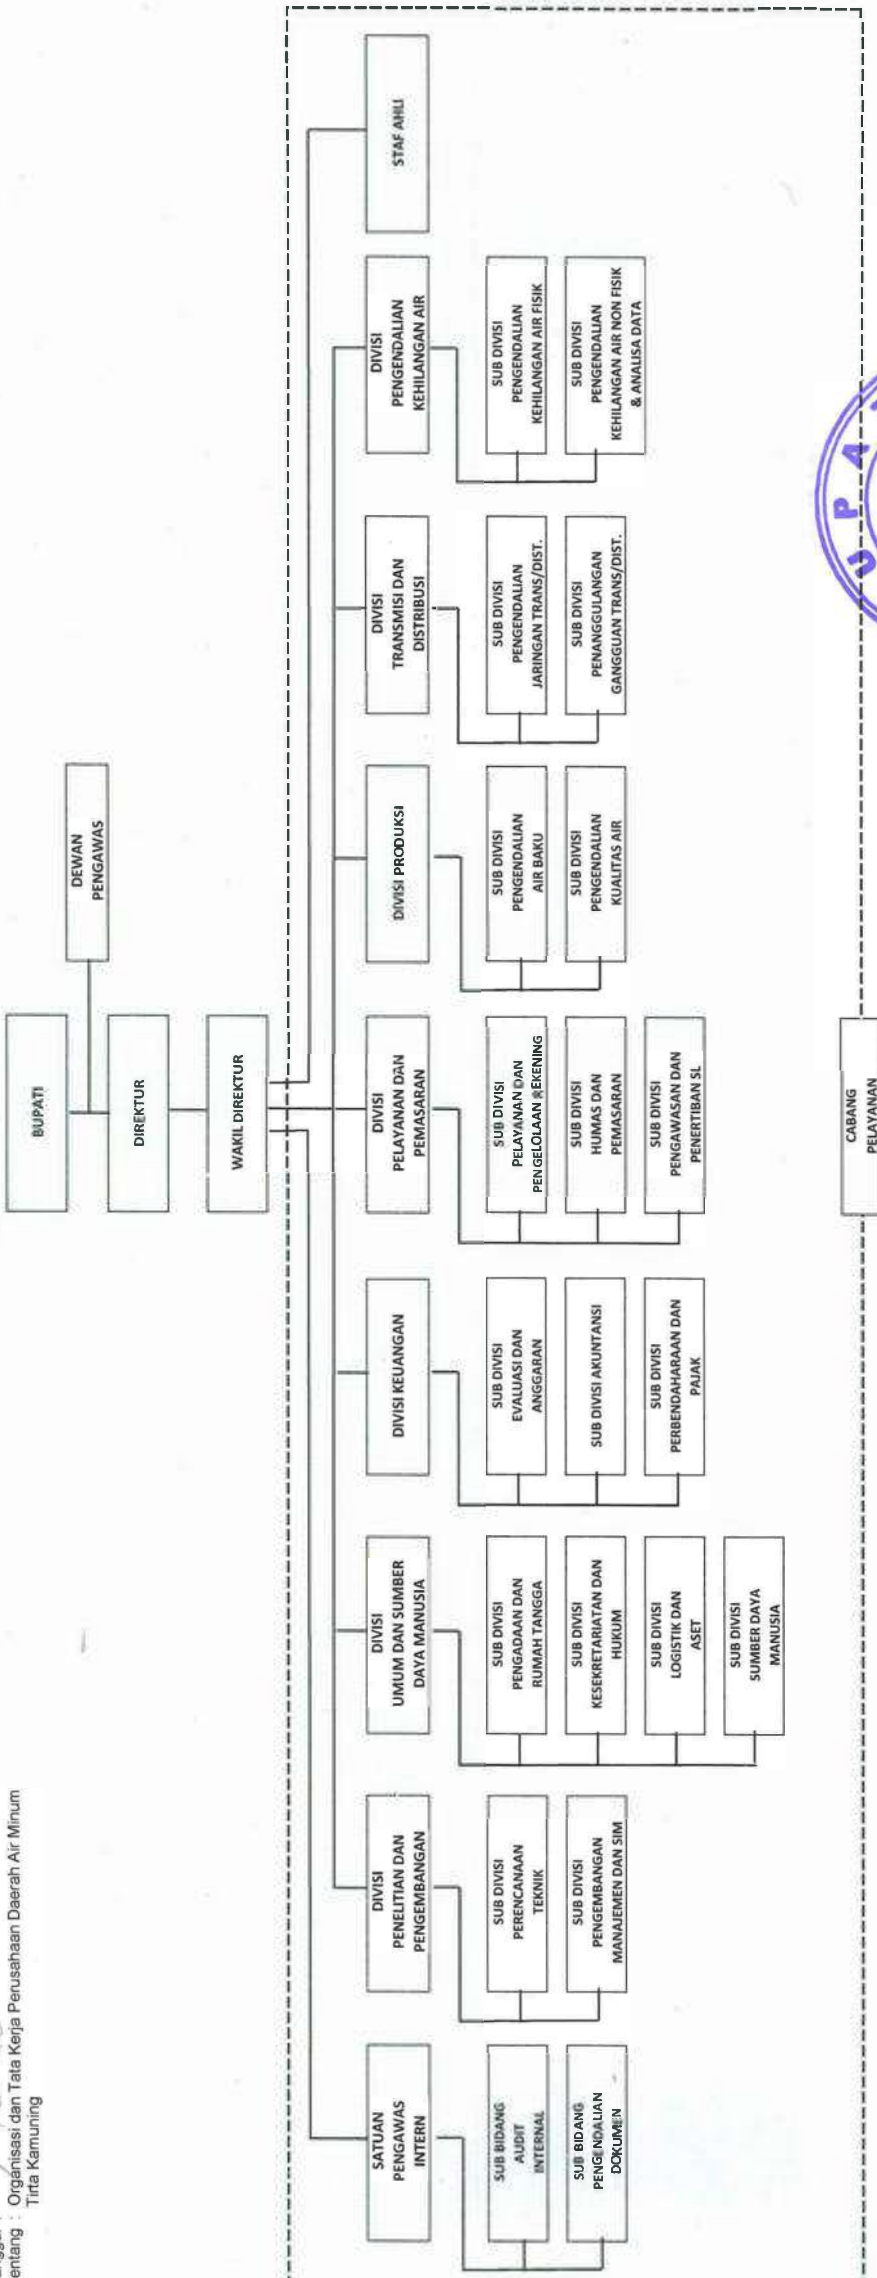 entang : Organisasi dan Tata Kerja Perusahaan Daerah Air Minum
Tirta Kamuning
BUPATI
DEWAN
PENGAWAS
DIREKTUR
WAKIL DIREKTUR
SATUAN
PENGAWAS
INTERN
DIVISI
PENELITIAN DAN
PENGEMBANGAN
DIVISI
UMUM DAN SUMBER
DAYA MANUSIA
DIVISI KEUANGAN
DIVISI
PELAYANAN DAN
PEMASARAN
DIVISI PRODUKSI
DIVISI
TRANSMISI DAN
DISTRIBUSI
DIVISI
PENGENDALIAN
KEHILANGAN AIR
STAF AHLI
SUB BIDANG
AUDIT
INTERNAL
SUB BIDANG
PENGENDALIAN
DOKUMEN
SUB DIVISI
PERENCANAAN
TEKNIK
SUB DIVISI
PENGEMBANGAN
MANAJEMEN DAN SIM
SUB DIVISI
PENGADAAN DAN
RUMAH TANGGA
SUB DIVISI
KESEKRETARIATAN DAN
HUKUM
SUB DIVISI
LOGISTIK DAN
ASET
SUB DIVISI
SUMBER DAYA
MANUSIA
SUB DIVISI
EVALUASI DAN
ANGGARAN
SUB DIVISI AKUNTANSI
SUB DIVISI
PERBENDAHARAAN DAN
PAJAK
SUB DIVISI
PELAYANAN DAN
PENGELOLAAN REKENING
SUB DIVISI
HUMAS DAN
PEMASARAN
SUB DIVISI
PENGAWASAN DAN
PENERTIBAN SL
SUB DIVISI
PENGENDALIAN
AIR BAKU
SUB DIVISI
PENGENDALIAN
KUALITAS AIR
SUB DIVISI
PENGENDALIAN
JARINGAN TRANS/DIST.
SUB DIVISI
PENANGGULANGAN
GANGGUAN TRANS/DIST.
SUB DIVISI
PENGENDALIAN
KEHILANGAN AIR FISIK
SUB DIVISI
PENGENDALIAN
KEHILANGAN AIR NON FISIK
& ANALISA DATA
CABANG
PELAYANAN
UPA